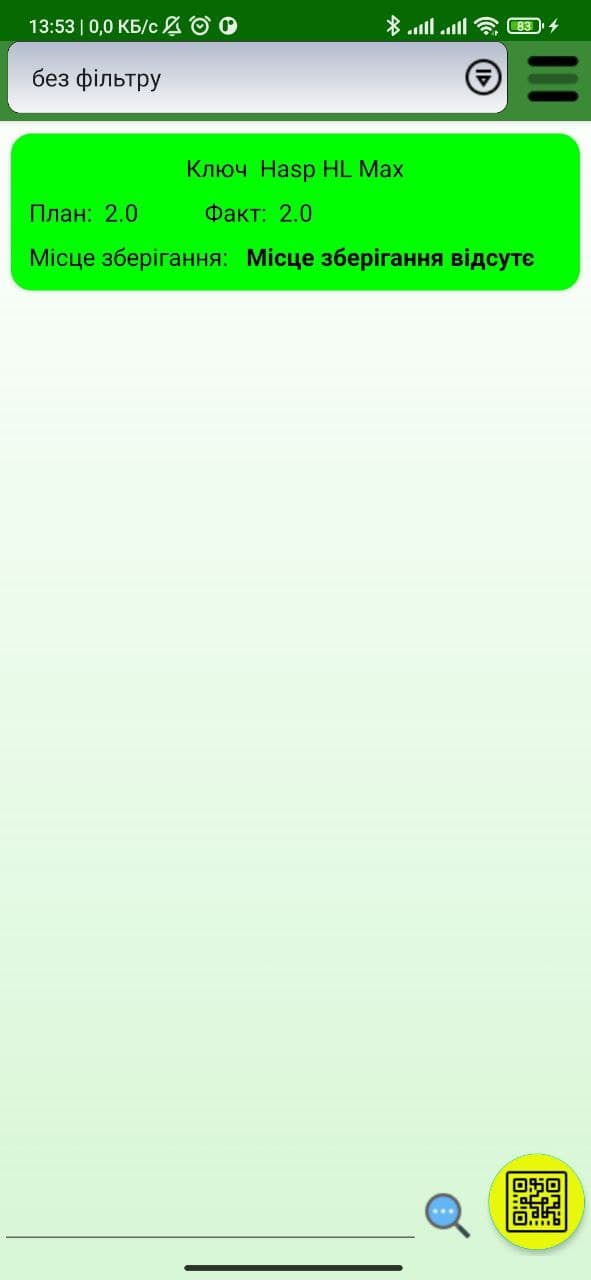 13:53 | 0,0 КБ/с 83
без фільтру
Ключ Hasp HL Max
План: 2.0 Факт: 2.0
Місце зберігання: Місце зберігання відсутє